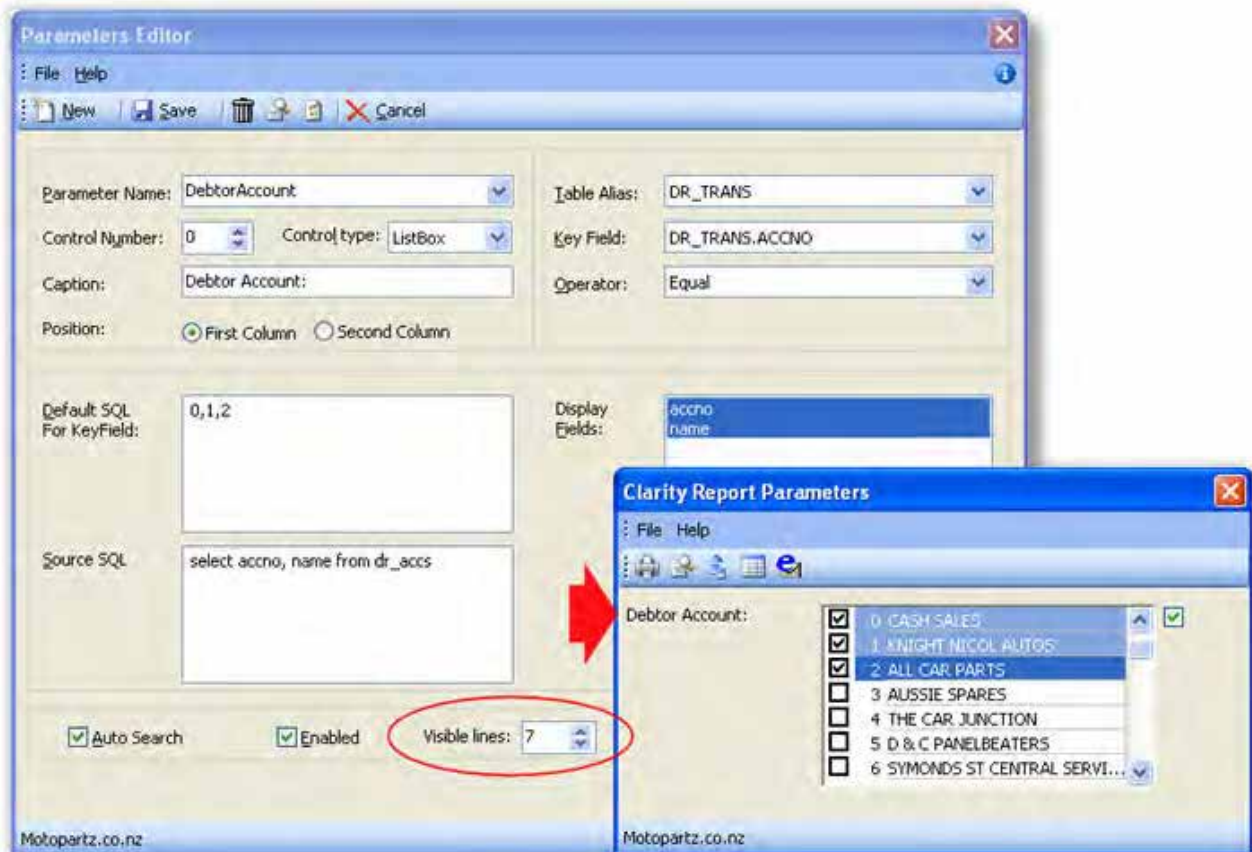 Parameters Editor
File Help
New Save Cancel
Parameter Name: DebtorAccount
Control Number: 0 Control type: ListBox
Caption: Debtor Account:
Position: First Column Second Column
Table Alias: DR_TRANS
Key Field: DR_TRANS.ACCNO
Operator: Equal
Default SQL
For KeyField:
0,1,2
Display
Fields:
accno
name
Source SQL
select accno, name from dr_accs
Auto Search Enabled Visible lines: 7
Motopartz.co.nz
Clarity Report Parameters
File Help
Debtor Account:
0 CASH SALES
1 KNIGHT NICOL AUTOS
2 ALL CAR PARTS
3 AUSSIE SPARES
4 THE CAR JUNCTION
5 D & C PANELBEATERS
6 SYMONDS ST CENTRAL SERVI...
Motopartz.co.nz